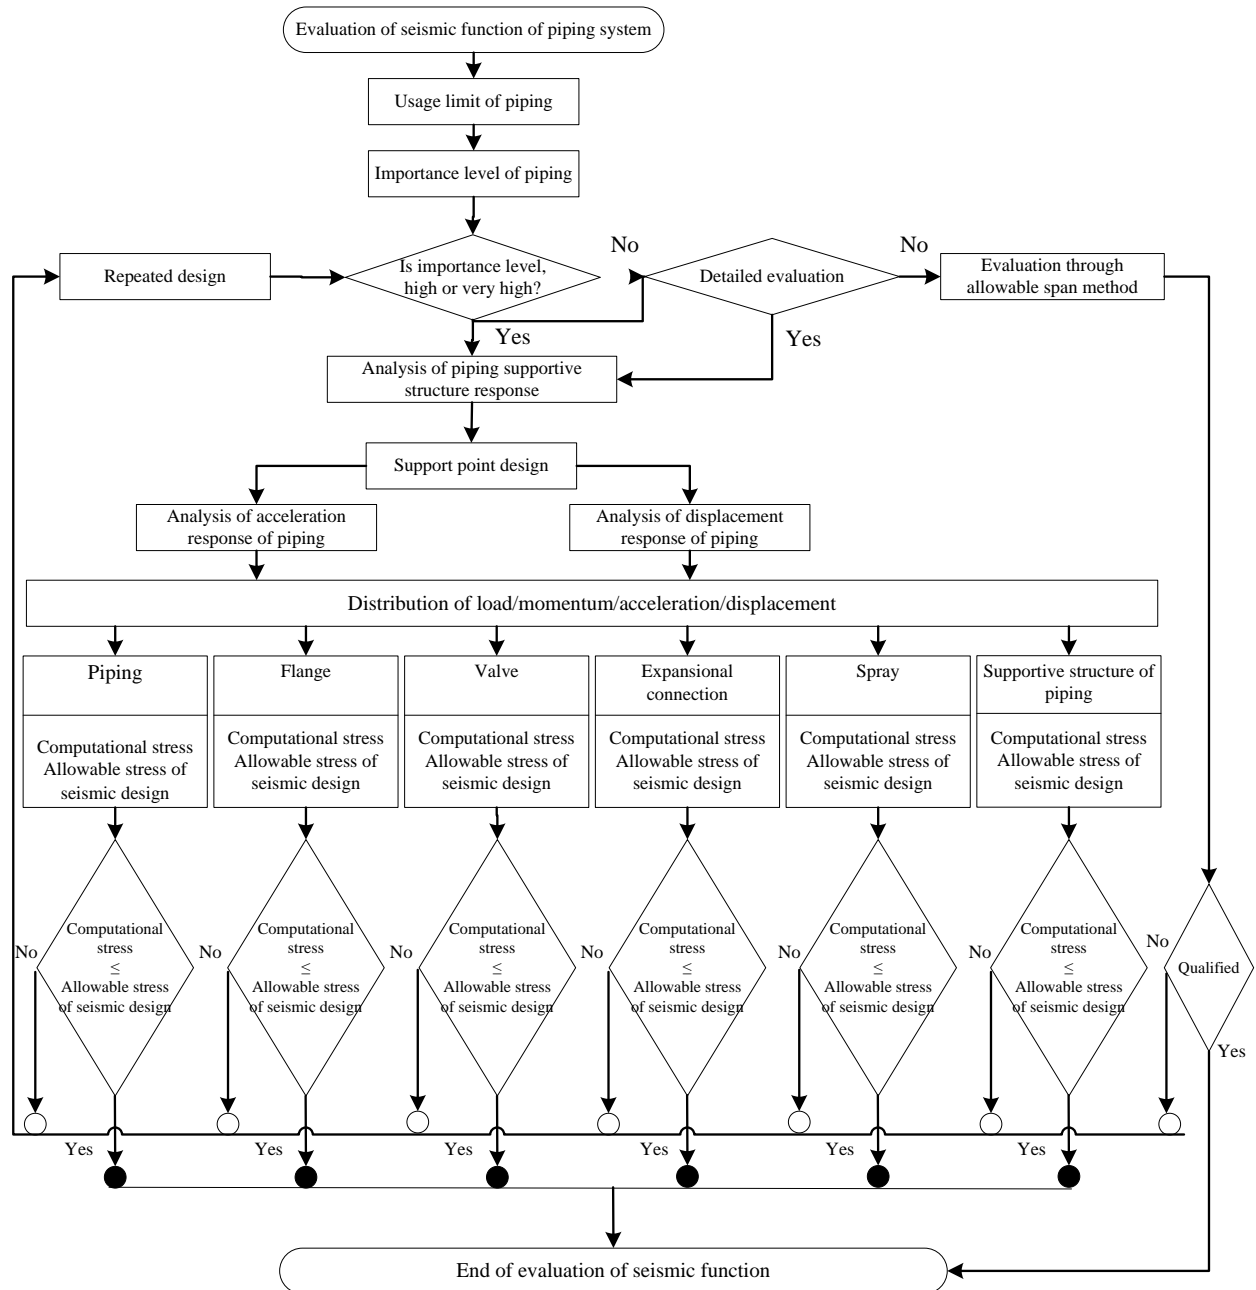 Evaluation of seismic function of piping system
Usage limit of piping
Importance level of piping
Repeated design
Is importance level,
high or very high?
No
Detailed evaluation
No
Evaluation through
allowable span method
Yes
Yes
Analysis of piping supportive
structure response
Support point design
Analysis of acceleration
response of piping
Analysis of displacement
response of piping
Distribution of load/momentum/acceleration/displacement
Piping
Computational stress
Allowable stress of
seismic design
Flange
Computational stress
Allowable stress of
seismic design
Valve
Computational stress
Allowable stress of
seismic design
Expansional
connection
Computational stress
Allowable stress of
seismic design
Spray
Computational stress
Allowable stress of
seismic design
Supportive structure of
piping
Computational stress
Allowable stress of
seismic design
No
Computational
stress
≤
Allowable stress
of seismic design
No
Computational
stress
≤
Allowable stress
of seismic design
No
Computational
stress
≤
Allowable stress
of seismic design
No
Computational
stress
≤
Allowable stress
of seismic design
No
Computational
stress
≤
Allowable stress
of seismic design
No
Computational
stress
≤
Allowable stress
of seismic design
No
Qualified
Yes
Yes
Yes
Yes
Yes
Yes
Yes
End of evaluation of seismic function